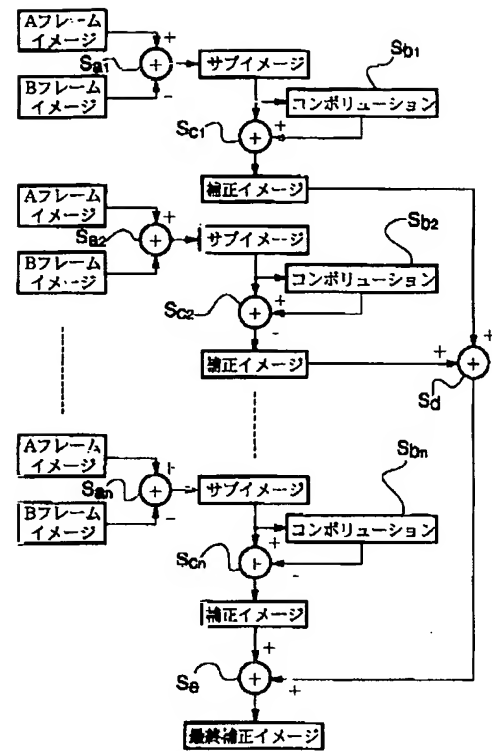 Aフレーム
イメージ
+
Sa1
+
サブイメージ
Sb1
Bフレーム
イメージ
-
コンボリューション
Sc1
+
+
+
補正イメージ
Aフレーム
イメージ
+
Sa2
+
サブイメージ
Sb2
Bフレーム
イメージ
-
コンボリューション
Sc2
+
+
+
-
補正イメージ
+
+
+
Sd
Aフレーム
イメージ
+
San
+
サブイメージ
Sbn
Bフレーム
イメージ
-
コンボリューション
Scn
+
+
-
補正イメージ
+
Se
+
+
最終補正イメージ